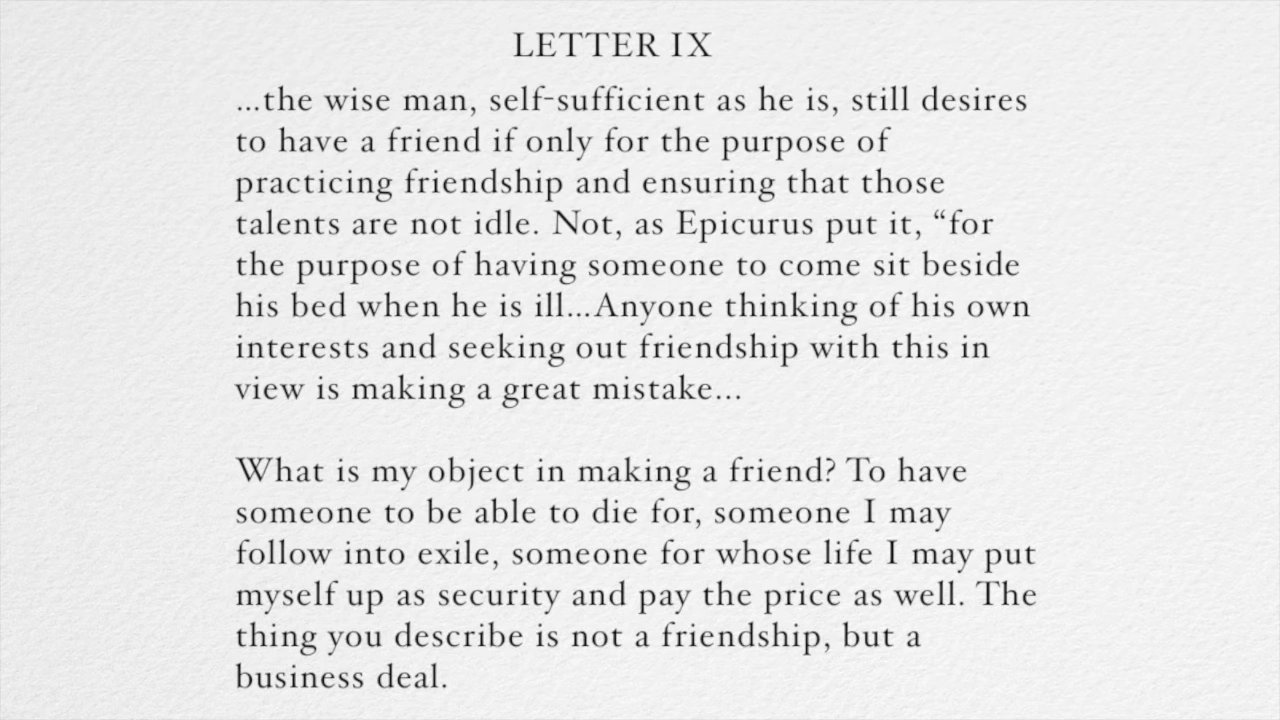 LETTER IX
...the wise man, self-sufficient as he is, still desires
to have a friend if only for the purpose of
practicing friendship and ensuring that those
talents are not idle. Not, as Epicurus put it, “for
the purpose of having someone to come sit beside
his bed when he is ill...Anyone thinking of his own
interests and seeking out friendship with this in
view is making a great mistake...
What is my object in making a friend? To have
someone to be able to die for, someone I may
follow into exile, someone for whose life I may put
myself up as security and pay the price as well. The
thing you describe is not a friendship, but a
business deal.